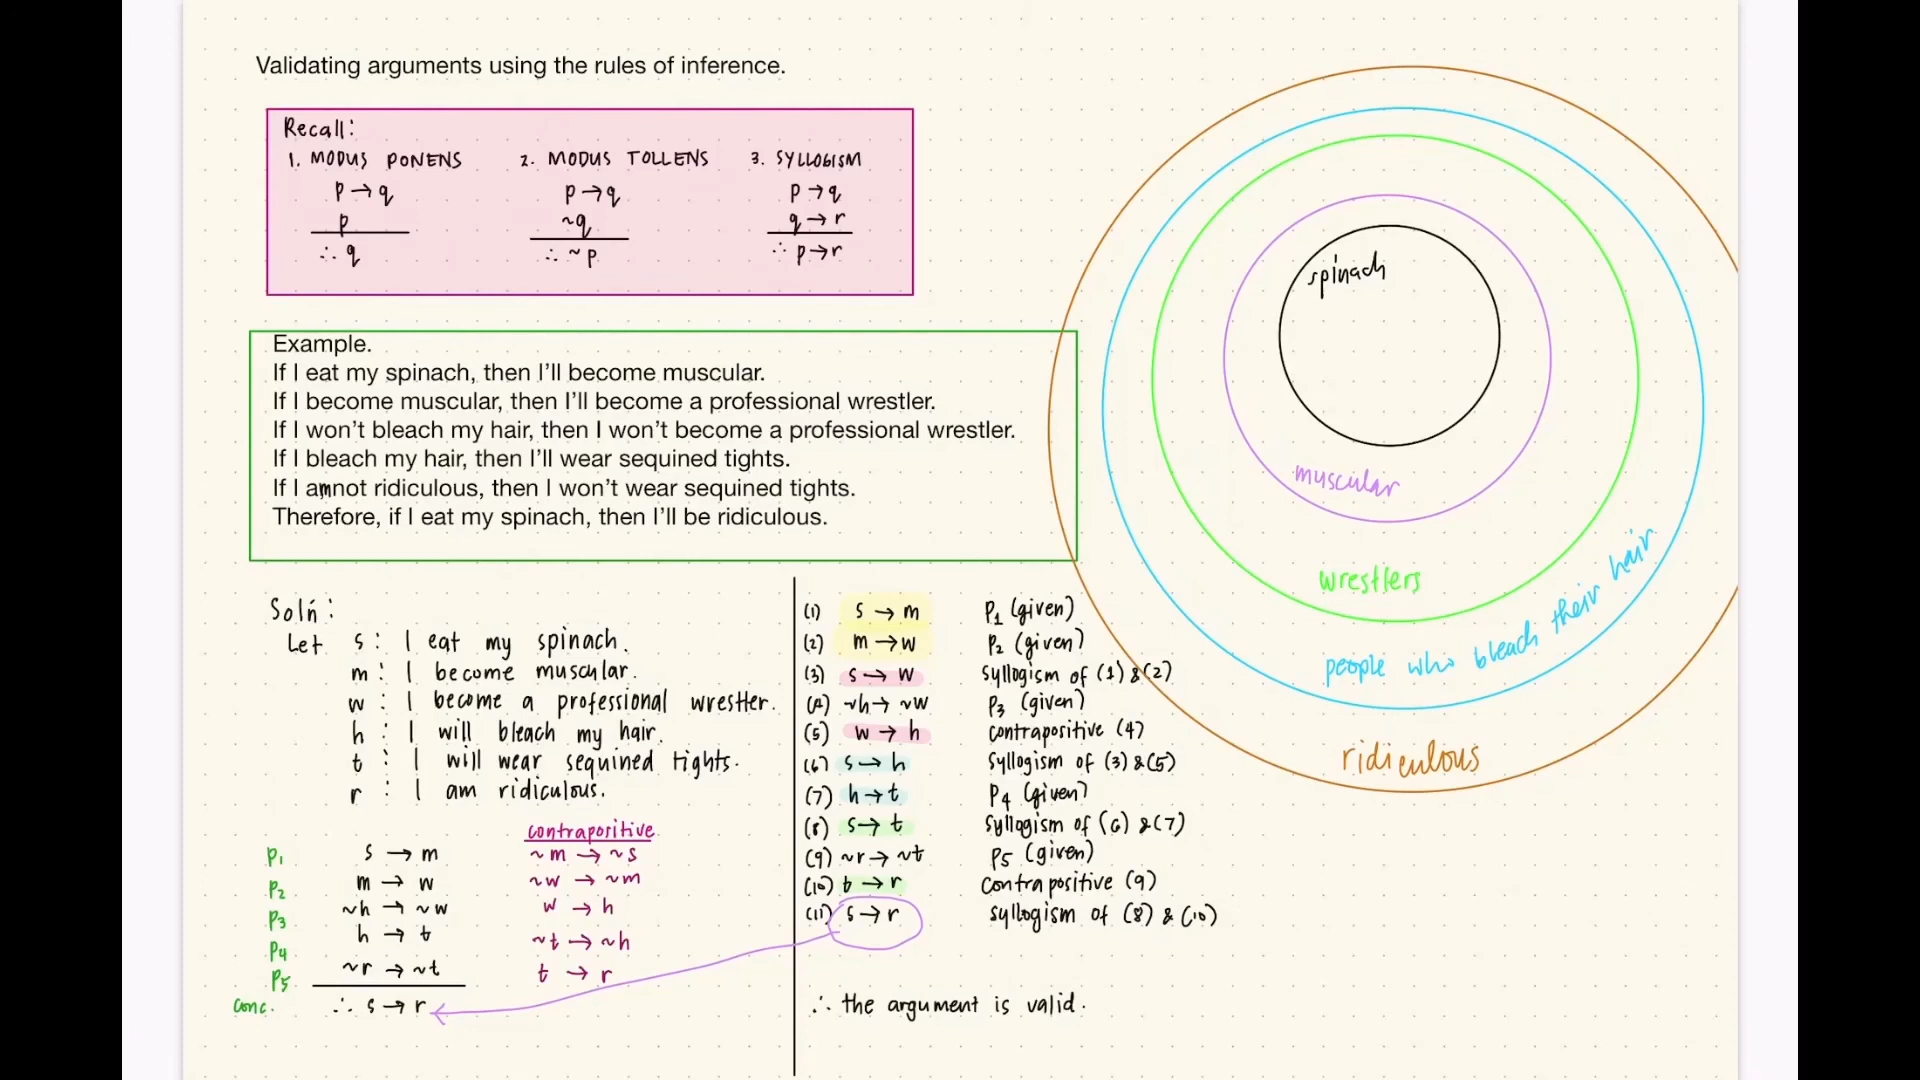 Validating arguments using the rules of inference.
Recall:
1. MODUS PONENS
p → q
p
∴ q
2. MODUS TOLLENS
p → q
~q
∴ ~p
3. SYLLOGISM
p → q
q → r
∴ p → r
Example.
If I eat my spinach, then I'll become muscular.
If I become muscular, then I'll become a professional wrestler.
If I won't bleach my hair, then I won't become a professional wrestler.
If I bleach my hair, then I'll wear sequined tights.
If I am not ridiculous, then I won't wear sequined tights.
Therefore, if I eat my spinach, then I'll be ridiculous.
spinach
muscular
wrestlers
people who bleach their hair
ridiculous
Sol'n:
Let s: I eat my spinach.
m: I become muscular.
w: I become a professional wrestler.
h: I will bleach my hair.
t: I will wear sequined tights.
r: I am ridiculous.
contrapositive
P1 s → m ~m → ~s
P2 m → w ~w → ~m
P3 ~h → ~w w → h
P4 h → t ~t → ~h
P5 ~r → ~t t → r
Conc. ∴ s → r
(1) s → m P1 (given)
(2) m → w P2 (given)
(3) s → w Syllogism of (1) & (2)
(4) ~h → ~w P3 (given)
(5) w → h contrapositive (4)
(6) s → h Syllogism of (3) & (5)
(7) h → t P4 (given)
(8) s → t Syllogism of (6) & (7)
(9) ~r → ~t P5 (given)
(10) t → r Contrapositive (9)
(11) s → r syllogism of (8) & (10)
∴ the argument is valid.